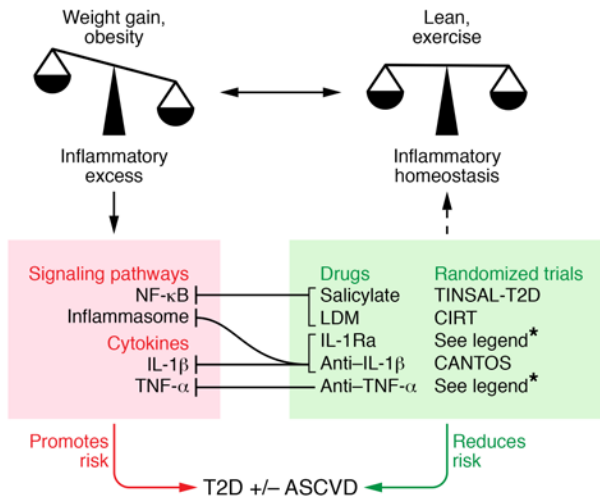 Weight gain,
obesity
Lean,
exercise
Inflammatory
excess
Inflammatory
homeostasis
Signaling pathways
NF-κB
Inflammasome
Cytokines
IL-1β
TNF-α
Drugs
Randomized trials
Salicylate
TINSAL-T2D
LDM
CIRT
IL-1Ra
See legend*
Anti–IL-1β
CANTOS
Anti–TNF-α
See legend*
Promotes
risk
Reduces
risk
T2D +/– ASCVD